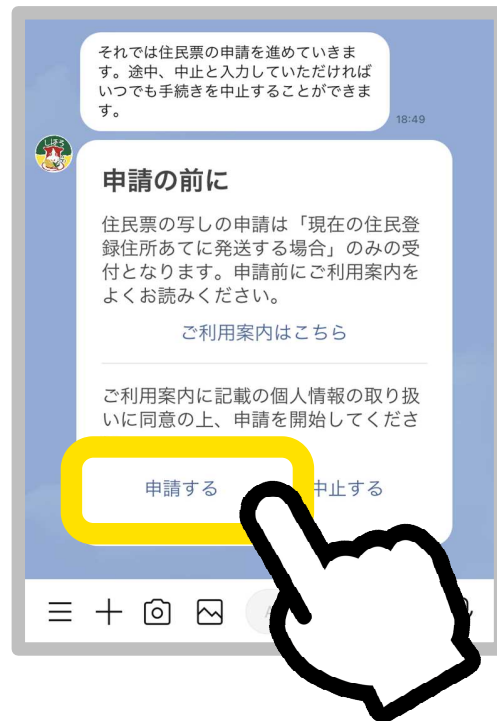 それでは住民票の申請を進めていきま
す。途中、中止と入力していただければ
いつでも手続きを中止することができま
す。
18:49
しほろ
申請の前に
住民票の写しの申請は「現在の住民登
録住所あてに発送する場合」のみの受
付となります。申請前にご利用案内を
よくお読みください。
ご利用案内はこちら
ご利用案内に記載の個人情報の取り扱
いに同意の上、申請を開始してくださ
申請する
中止する